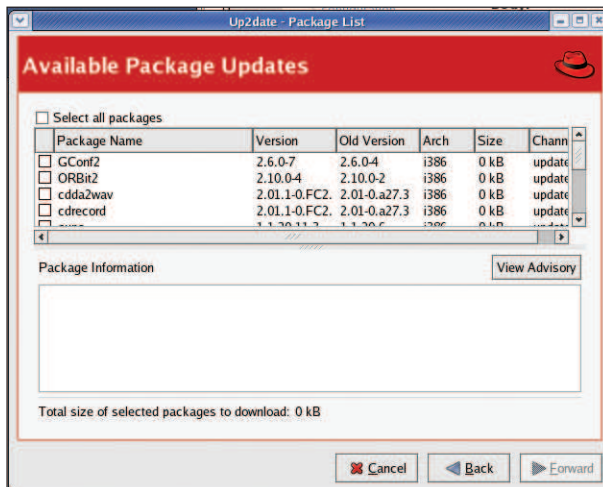 Up2date - Package List
Available Package Updates
Select all packages
Package Name Version Old Version Arch Size Chann
GConf2 2.6.0-7 2.6.0-4 i386 0 kB update
ORBit2 2.10.0-4 2.10.0-2 i386 0 kB update
cdda2wav 2.01.1-0.FC2. 2.01-0.a27.3 i386 0 kB update
cdrecord 2.01.1-0.FC2. 2.01-0.a27.3 i386 0 kB update
i386 0 kB update
Package Information
View Advisory
Total size of selected packages to download: 0 kB
Cancel
Back
Forward